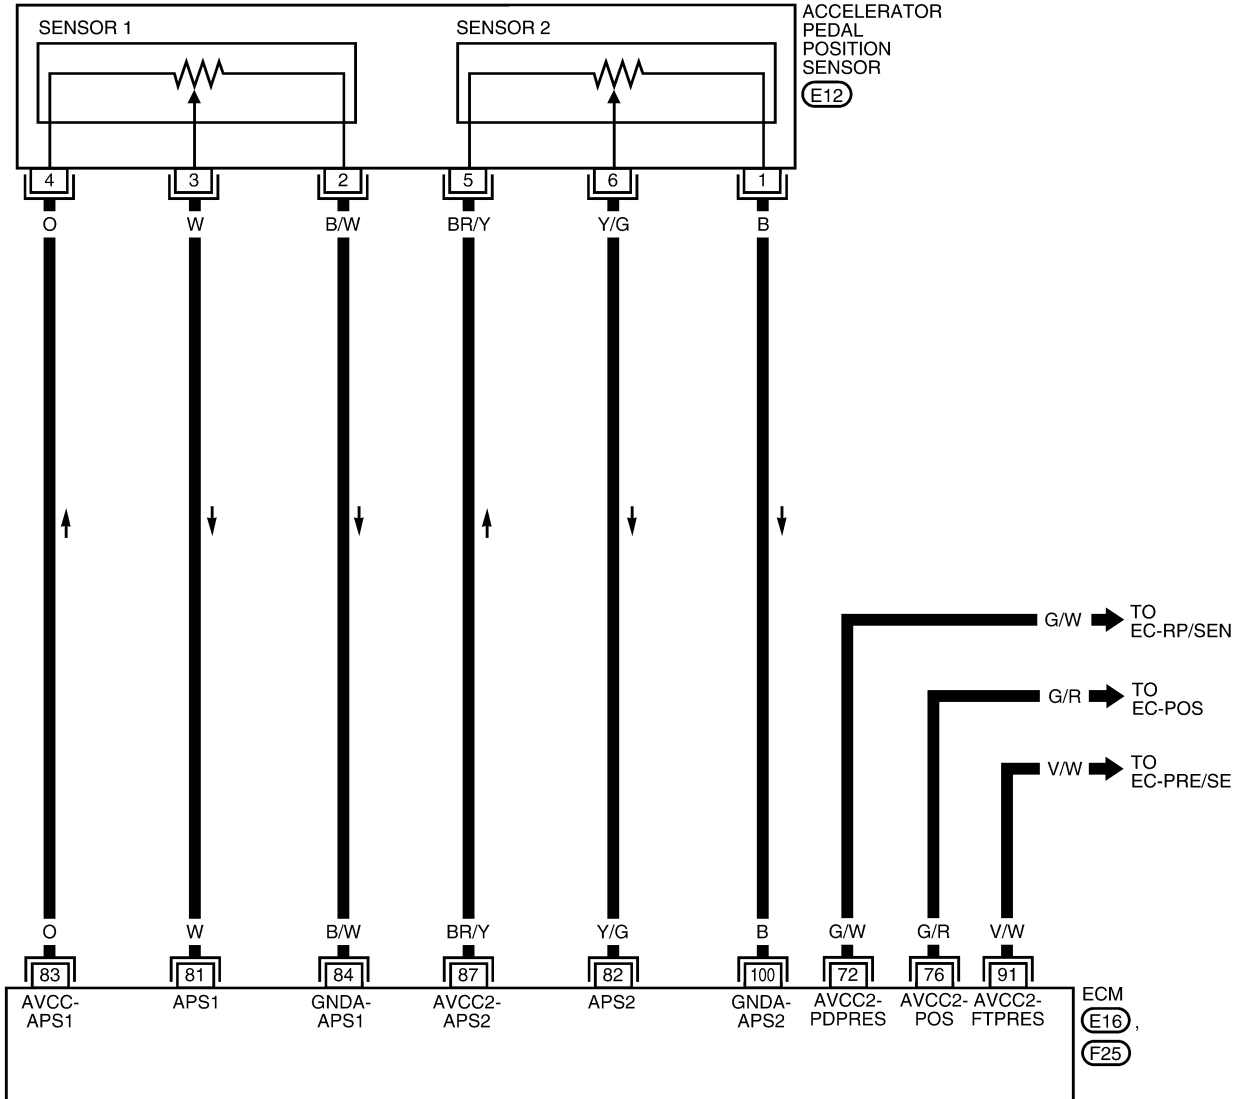 SENSOR 1
SENSOR 2
ACCELERATOR
PEDAL
POSITION
SENSOR
E12
4 3 2 5 6 1
O W B/W BR/Y Y/G B
G/W
TO
EC-RP/SEN
G/R
TO
EC-POS
V/W
TO
EC-PRE/SE
O W B/W BR/Y Y/G B G/W G/R V/W
83 81 84 87 82 100 72 76 91
AVCC-
APS1
APS1
GNDA-
APS1
AVCC2-
APS2
APS2
GNDA-
APS2
AVCC2-
PDPRES
AVCC2-
POS
AVCC2-
FTPRES
ECM
E16 ,
F25